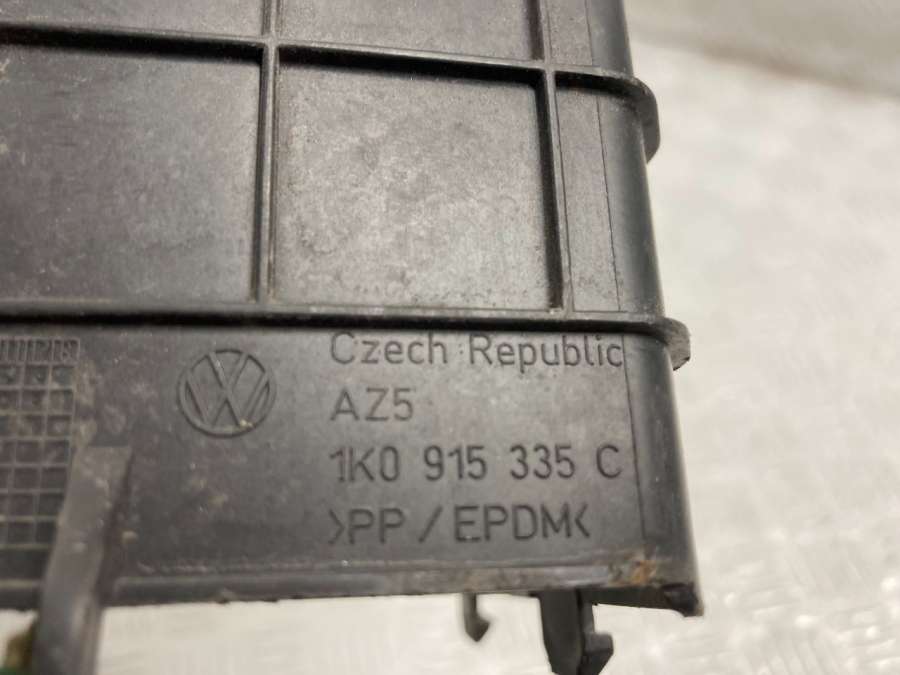 Czech Republic
AZ5
1K0 915 335 C
>PP/EPDM<